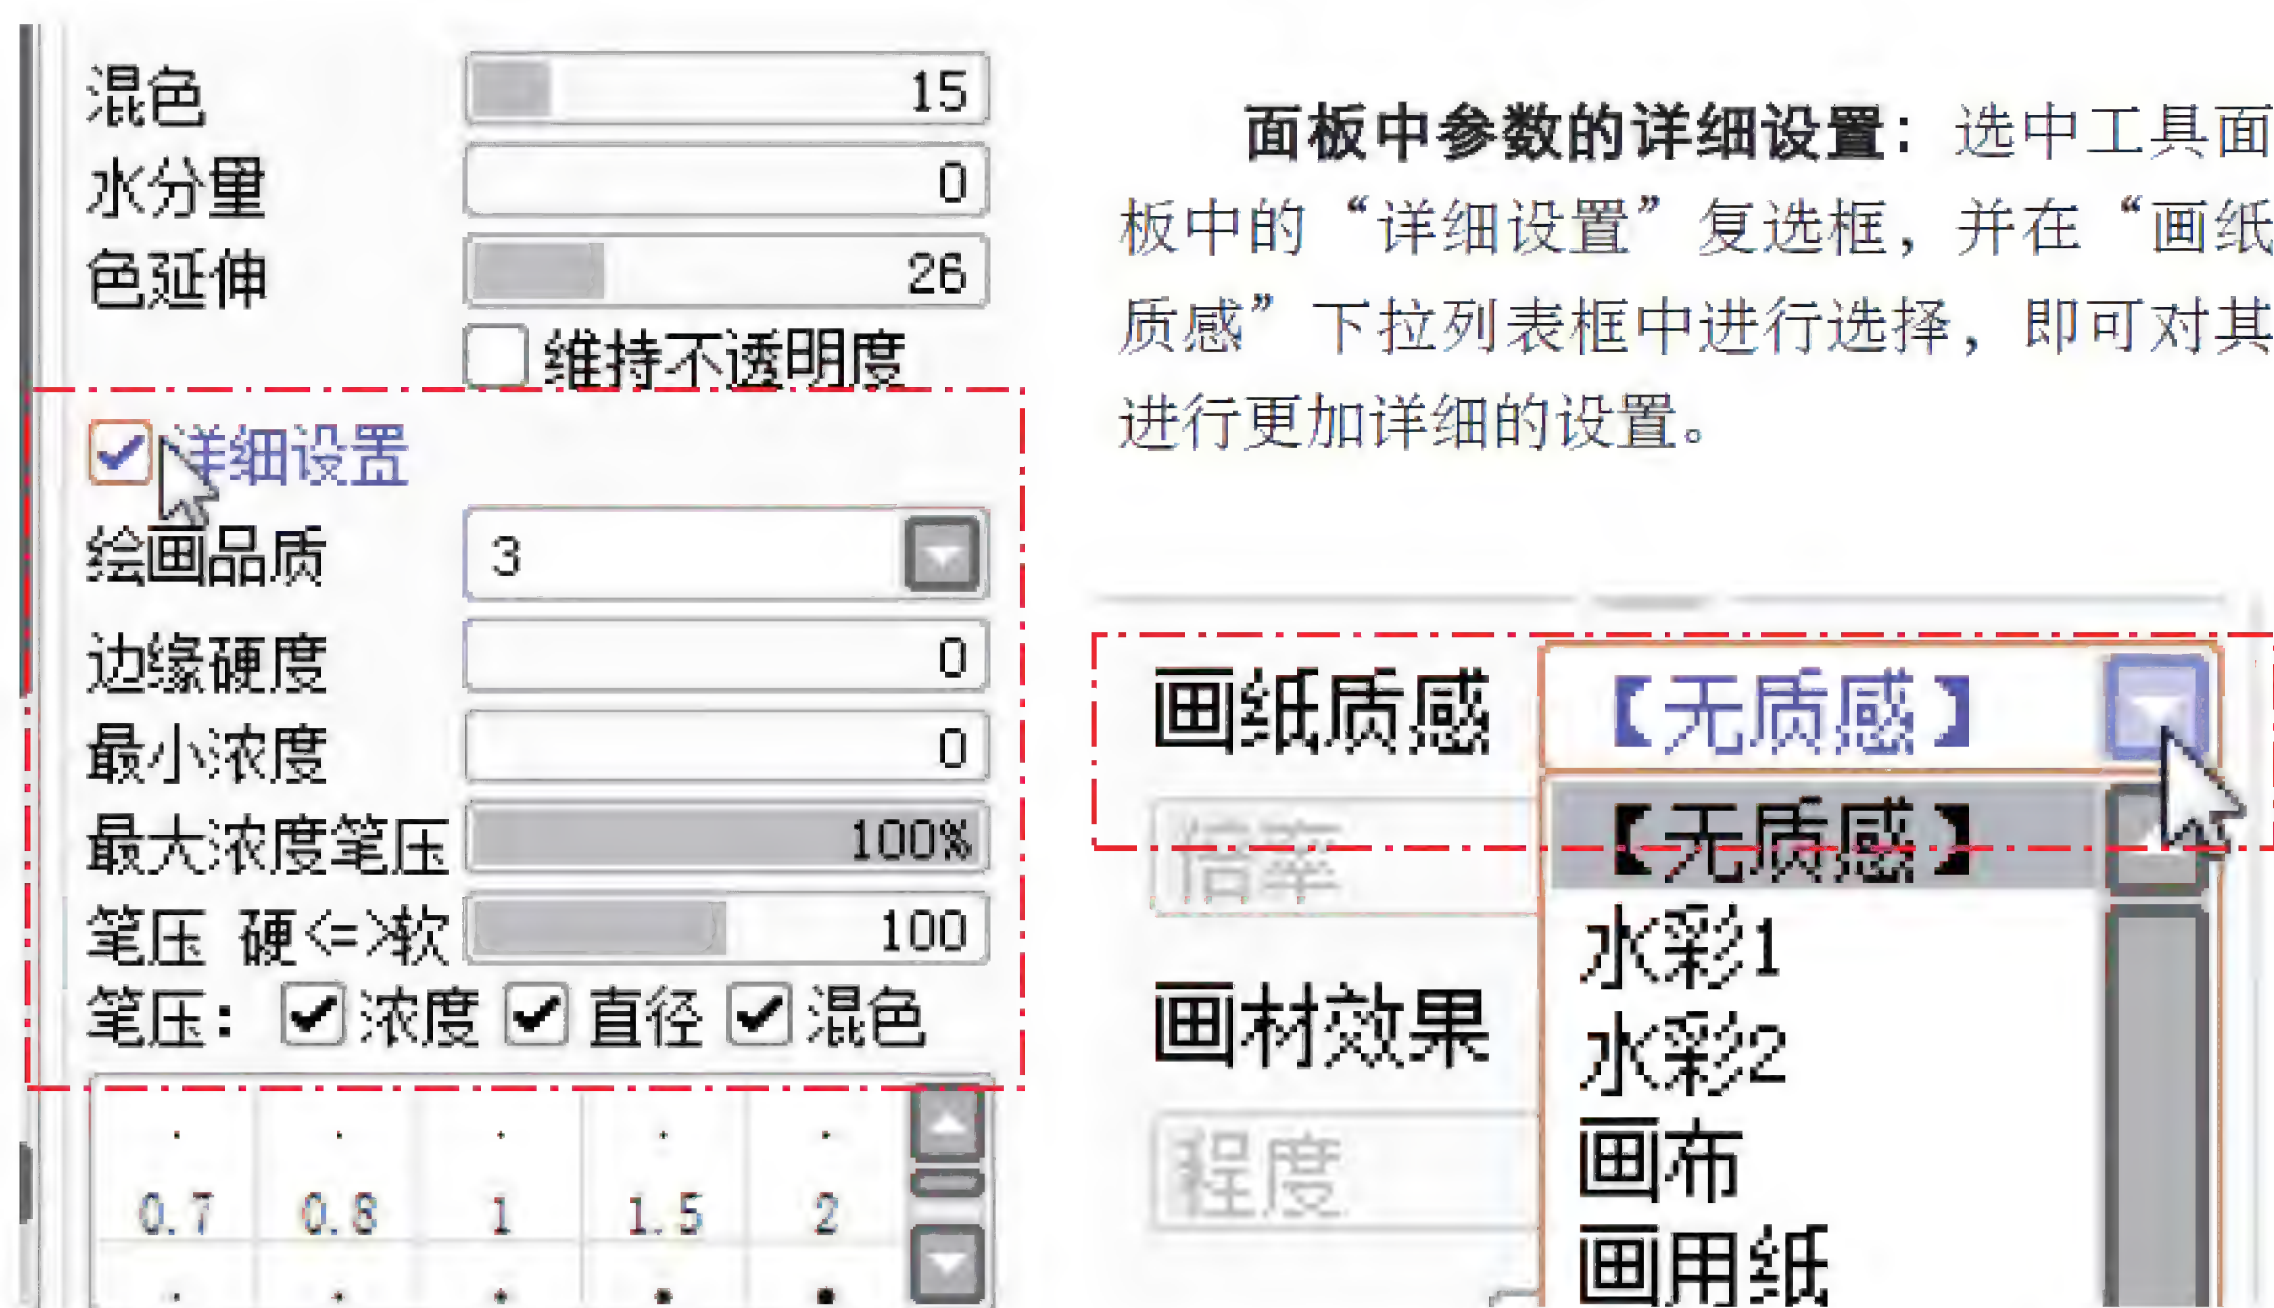 混色 15
水分量 0
色延伸 26
维持不透明度
详细设置
绘画品质 3
边缘硬度 0
最小浓度 0
最大浓度笔压 100%
笔压 硬<=>软 100
笔压: 浓度 直径 混色
0.7 0.8 1 1.5 2
面板中参数的详细设置：选中工具面
板中的“详细设置”复选框，并在“画纸
质感”下拉列表框中进行选择，即可对其
进行更加详细的设置。
画纸质感 【无质感】
倍率 【无质感】
水彩1
画材效果 水彩2
程度 画布
画用纸